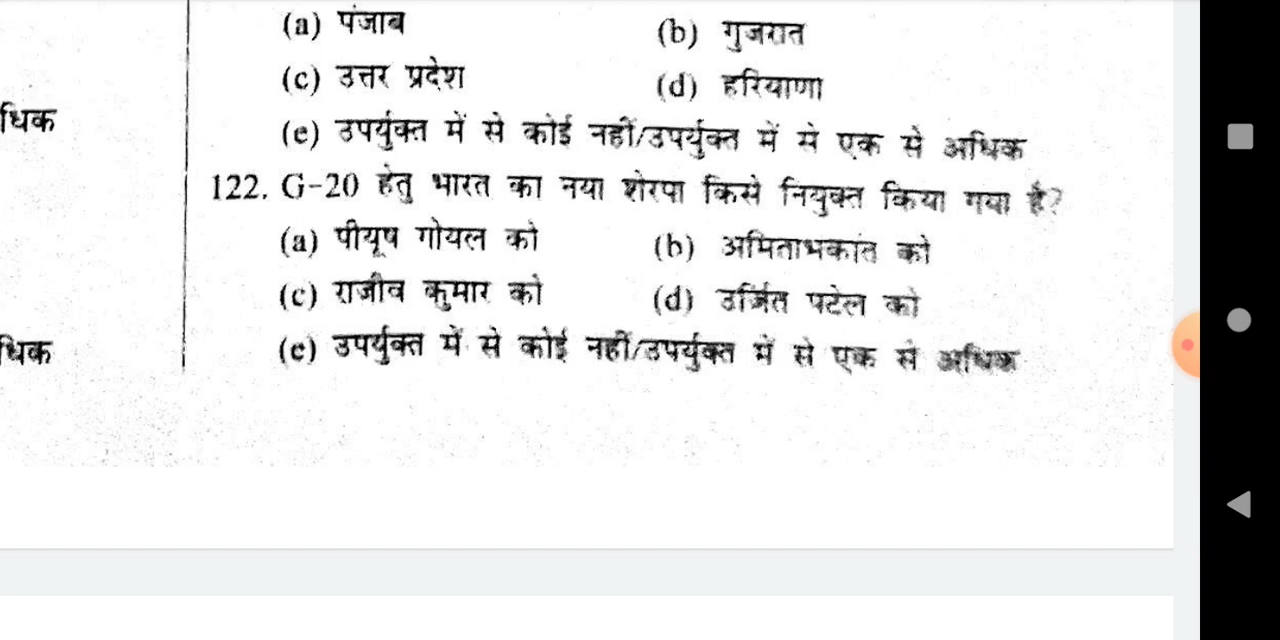 (a) पंजाब (b) गुजरात
(c) उत्तर प्रदेश (d) हरियाणा
(e) उपर्युक्त में से कोई नहीं/उपर्युक्त में से एक से अधिक
धिक
122. G-20 हेतु भारत का नया शेरपा किसे नियुक्त किया गया है?
(a) पीयूष गोयल को (b) अमिताभकांत को
(c) राजीव कुमार को (d) उर्जित पटेल को
(e) उपर्युक्त में से कोई नहीं/उपर्युक्त में से एक से अधिक
धिक